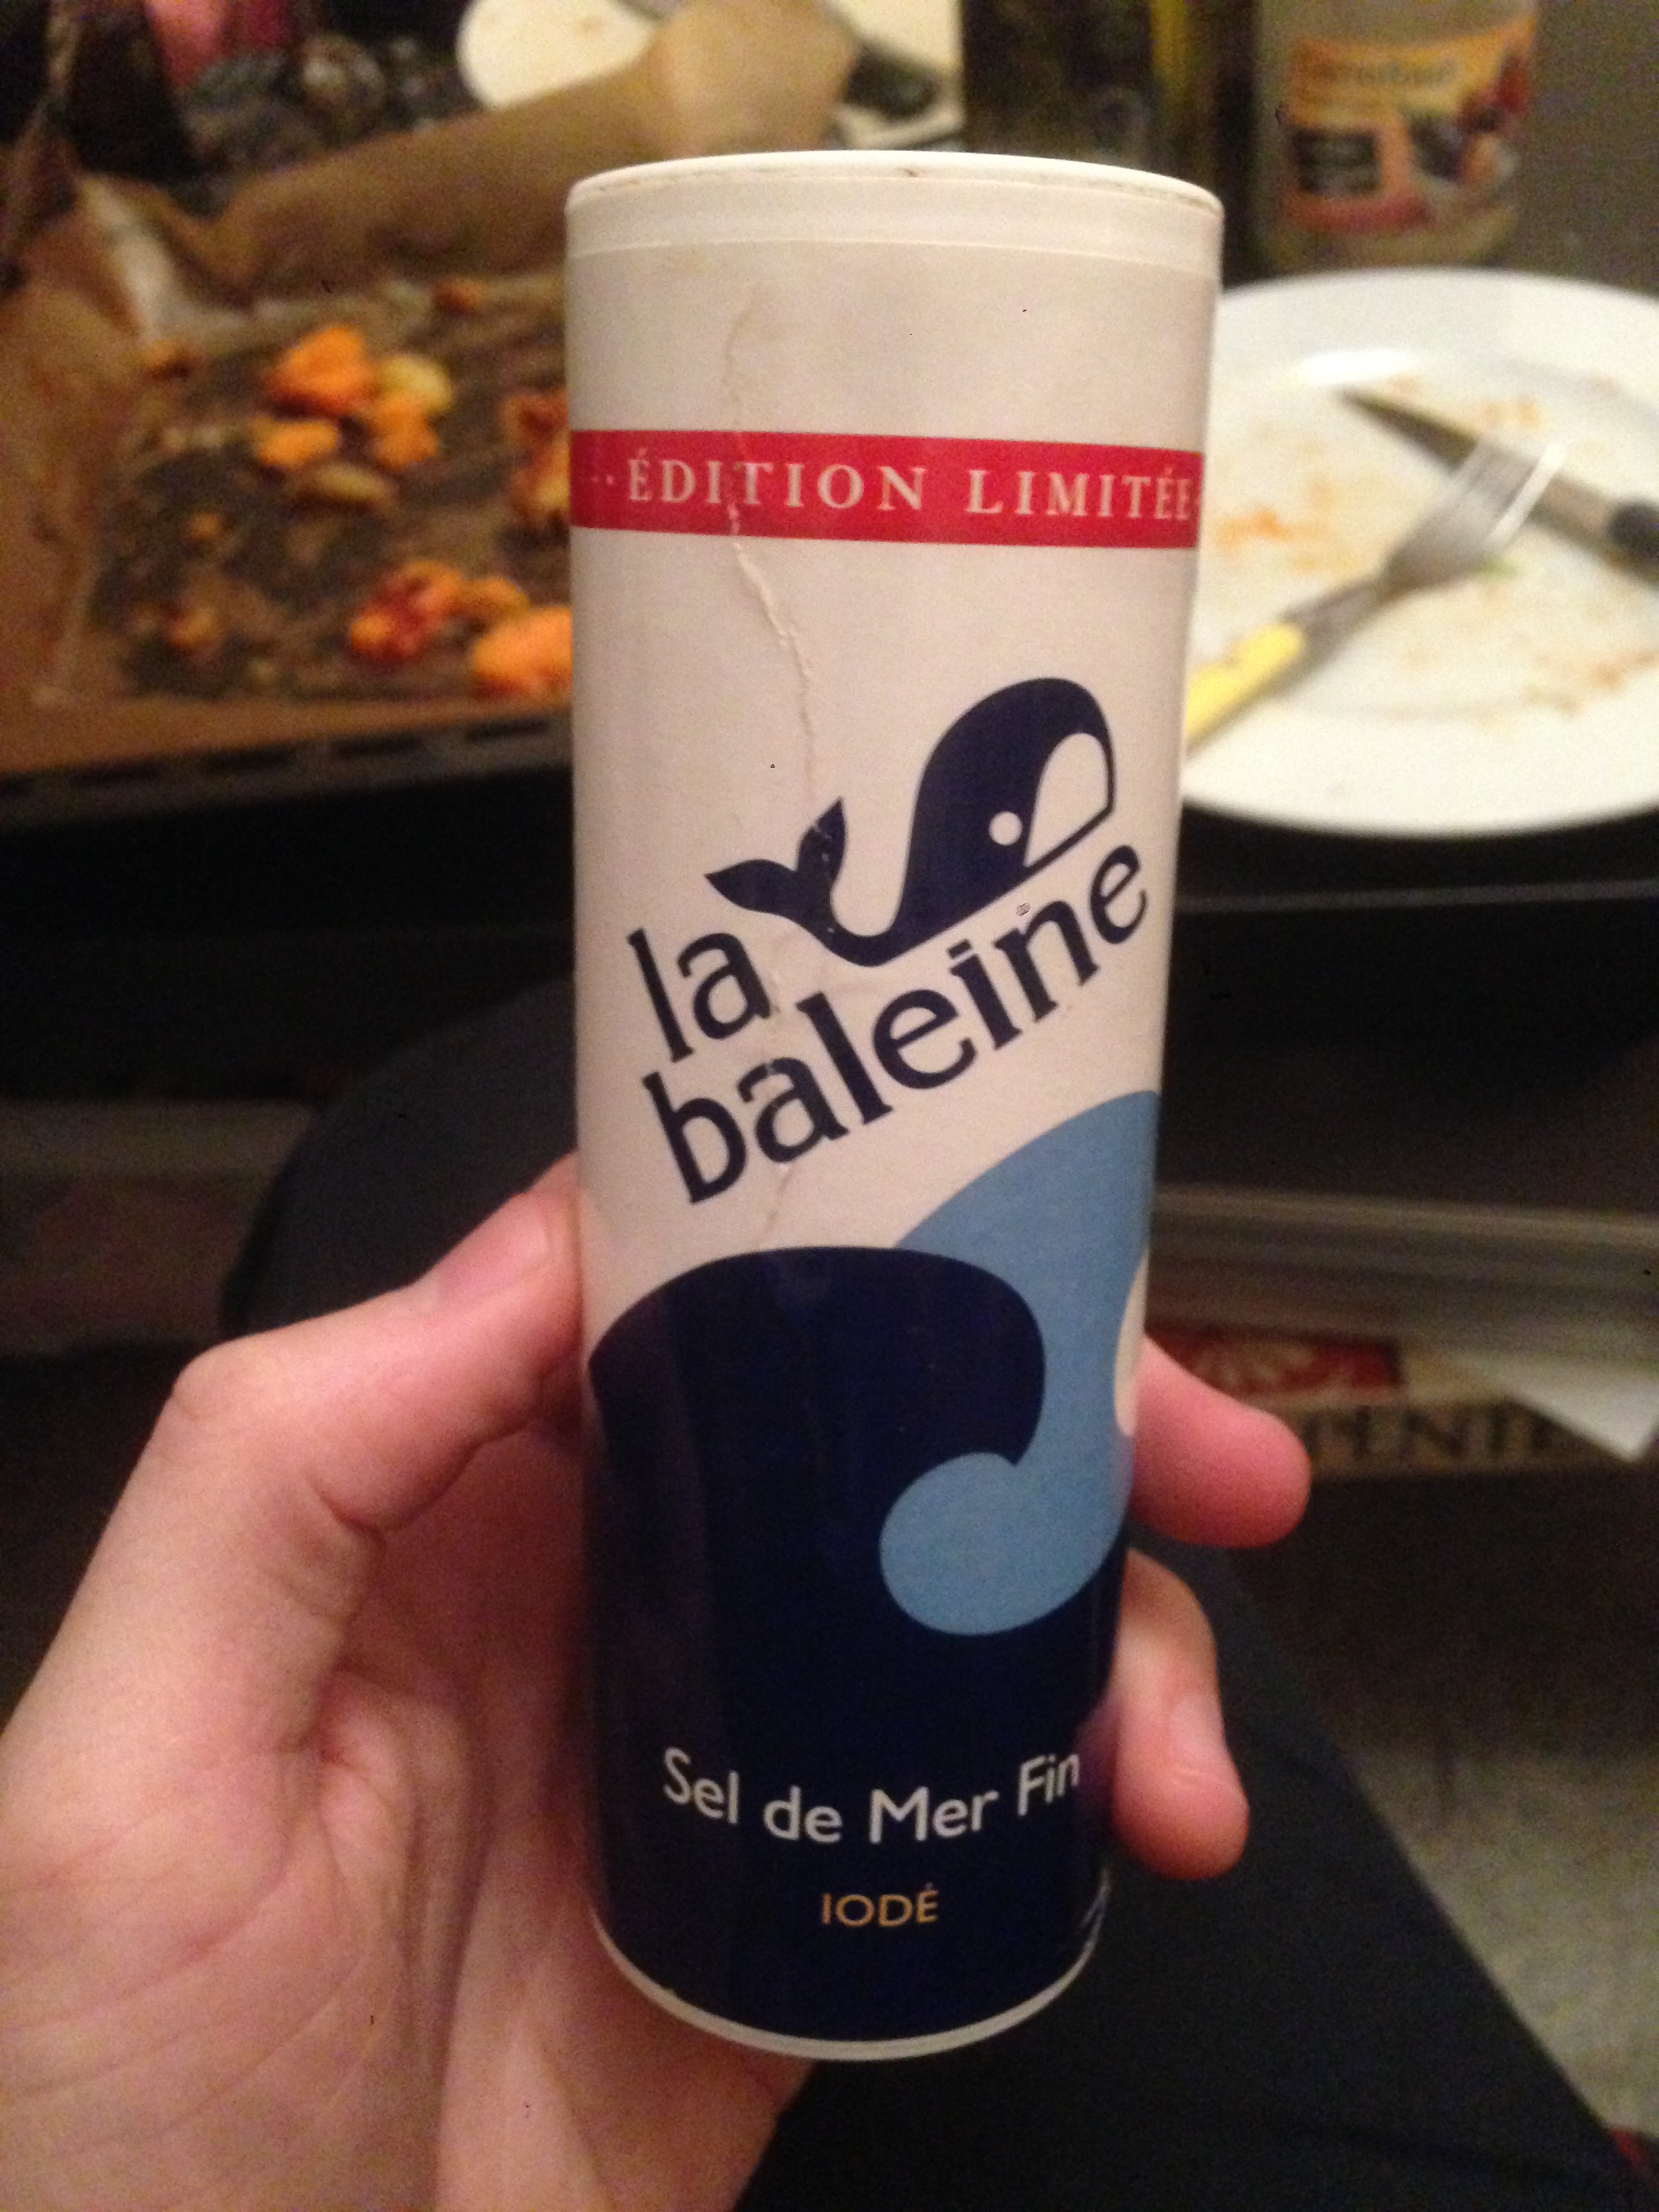 ÉDITION LIMITÉE
la
baleine
Sel de Mer Fin
IODÉ